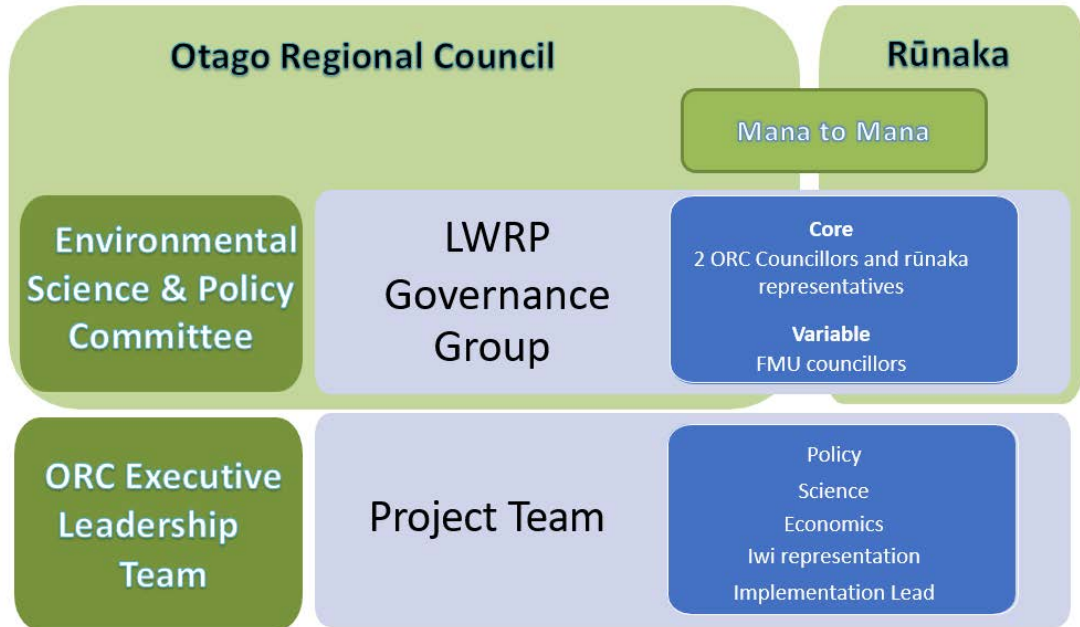 Otago Regional Council
Rūnaka
Mana to Mana
Environmental
Science & Policy
Committee
LWRP
Governance
Group
Core
2 ORC Councillors and rūnaka
representatives
Variable
FMU councillors
ORC Executive
Leadership
Team
Project Team
Policy
Science
Economics
Iwi representation
Implementation Lead